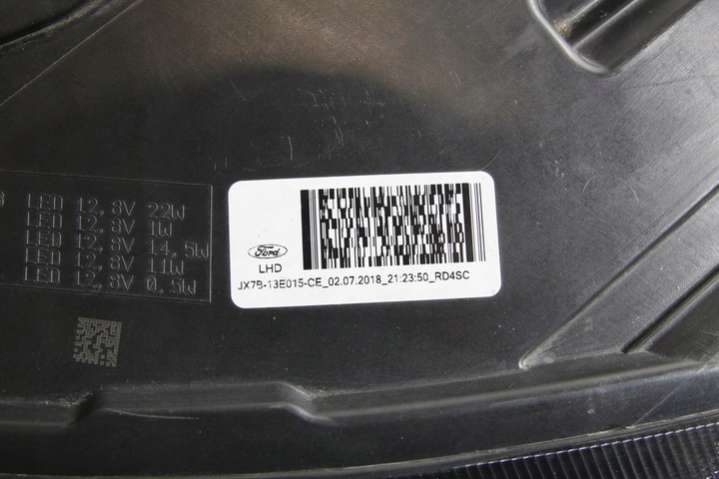 LED 12,8V 22W
LED 12,8V 1W
LED 12,8V 14,5W
LED 12,8V 11W
LED 12,8V 0.5W
Ford
LHD
JX7B-13E015-CE_02.07.2018_21:23:50_RD4SC